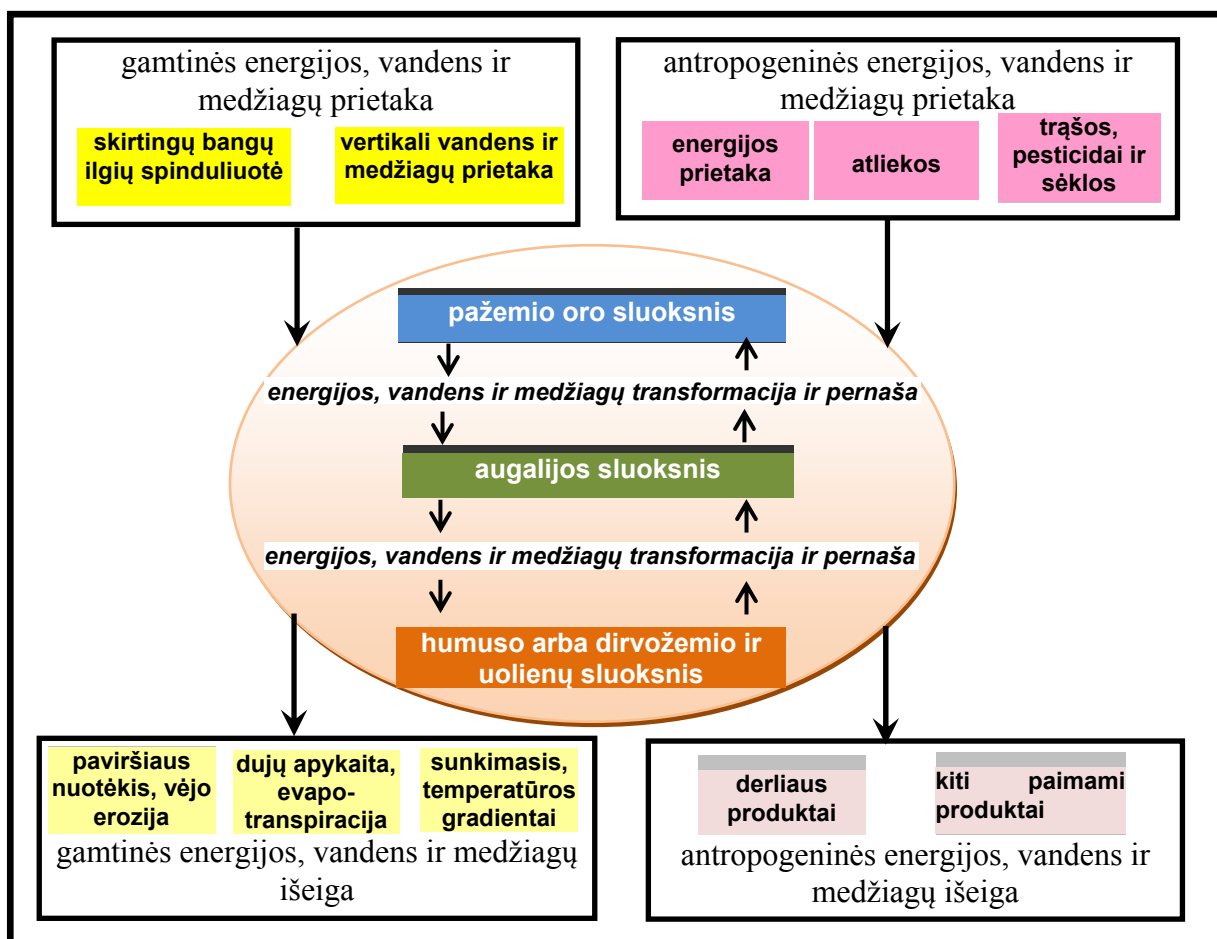 gamtinės energijos, vandens ir
medžiagų prietaka
skirtingų bangų
ilgių spinduliuotė
vertikali vandens ir
medžiagų prietaka
antropogeninės energijos, vandens ir
medžiagų prietaka
energijos
prietaka
atliekos
trąšos,
pesticidai ir
sėklos
pažemio oro sluoksnis
energijos, vandens ir medžiagų transformacija ir pernaša
augalijos sluoksnis
energijos, vandens ir medžiagų transformacija ir pernaša
humuso arba dirvožemio ir
uolienų sluoksnis
paviršiaus
nuotėkis, vėjo
erozija
dujų apykaita,
evapo-
transpiracija
sunkimasis,
temperatūros
gradientai
gamtinės energijos, vandens ir medžiagų
išeiga
derliaus
produktai
kiti paimami
produktai
antropogeninės energijos, vandens ir
medžiagų išeiga